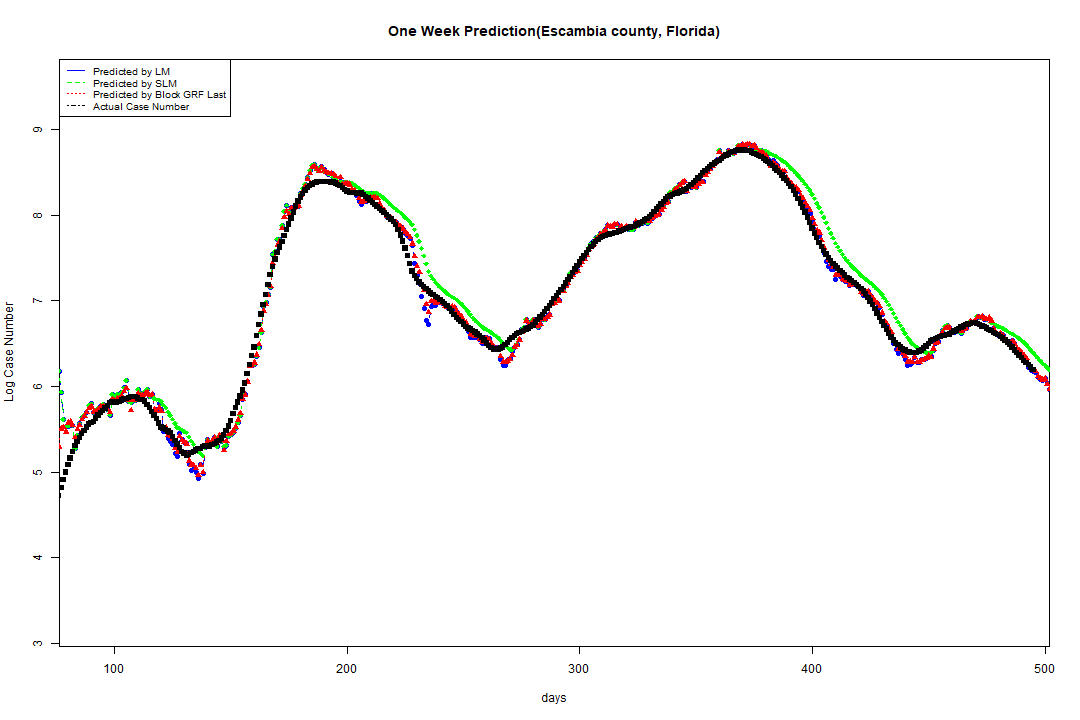 One Week Prediction(Escambia county, Florida)
Predicted by LM
Predicted by SLM
Predicted by Block GRF Last
Actual Case Number
9
8
7
6
5
4
3
Log Case Number
100 200 300 400 500
days